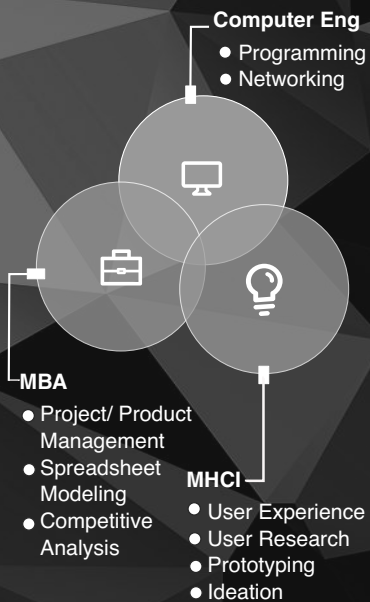 Computer Eng
● Programming
● Networking
MBA
● Project/ Product
Management
● Spreadsheet
Modeling
● Competitive
Analysis
MHCI
● User Experience
● User Research
● Prototyping
● Ideation